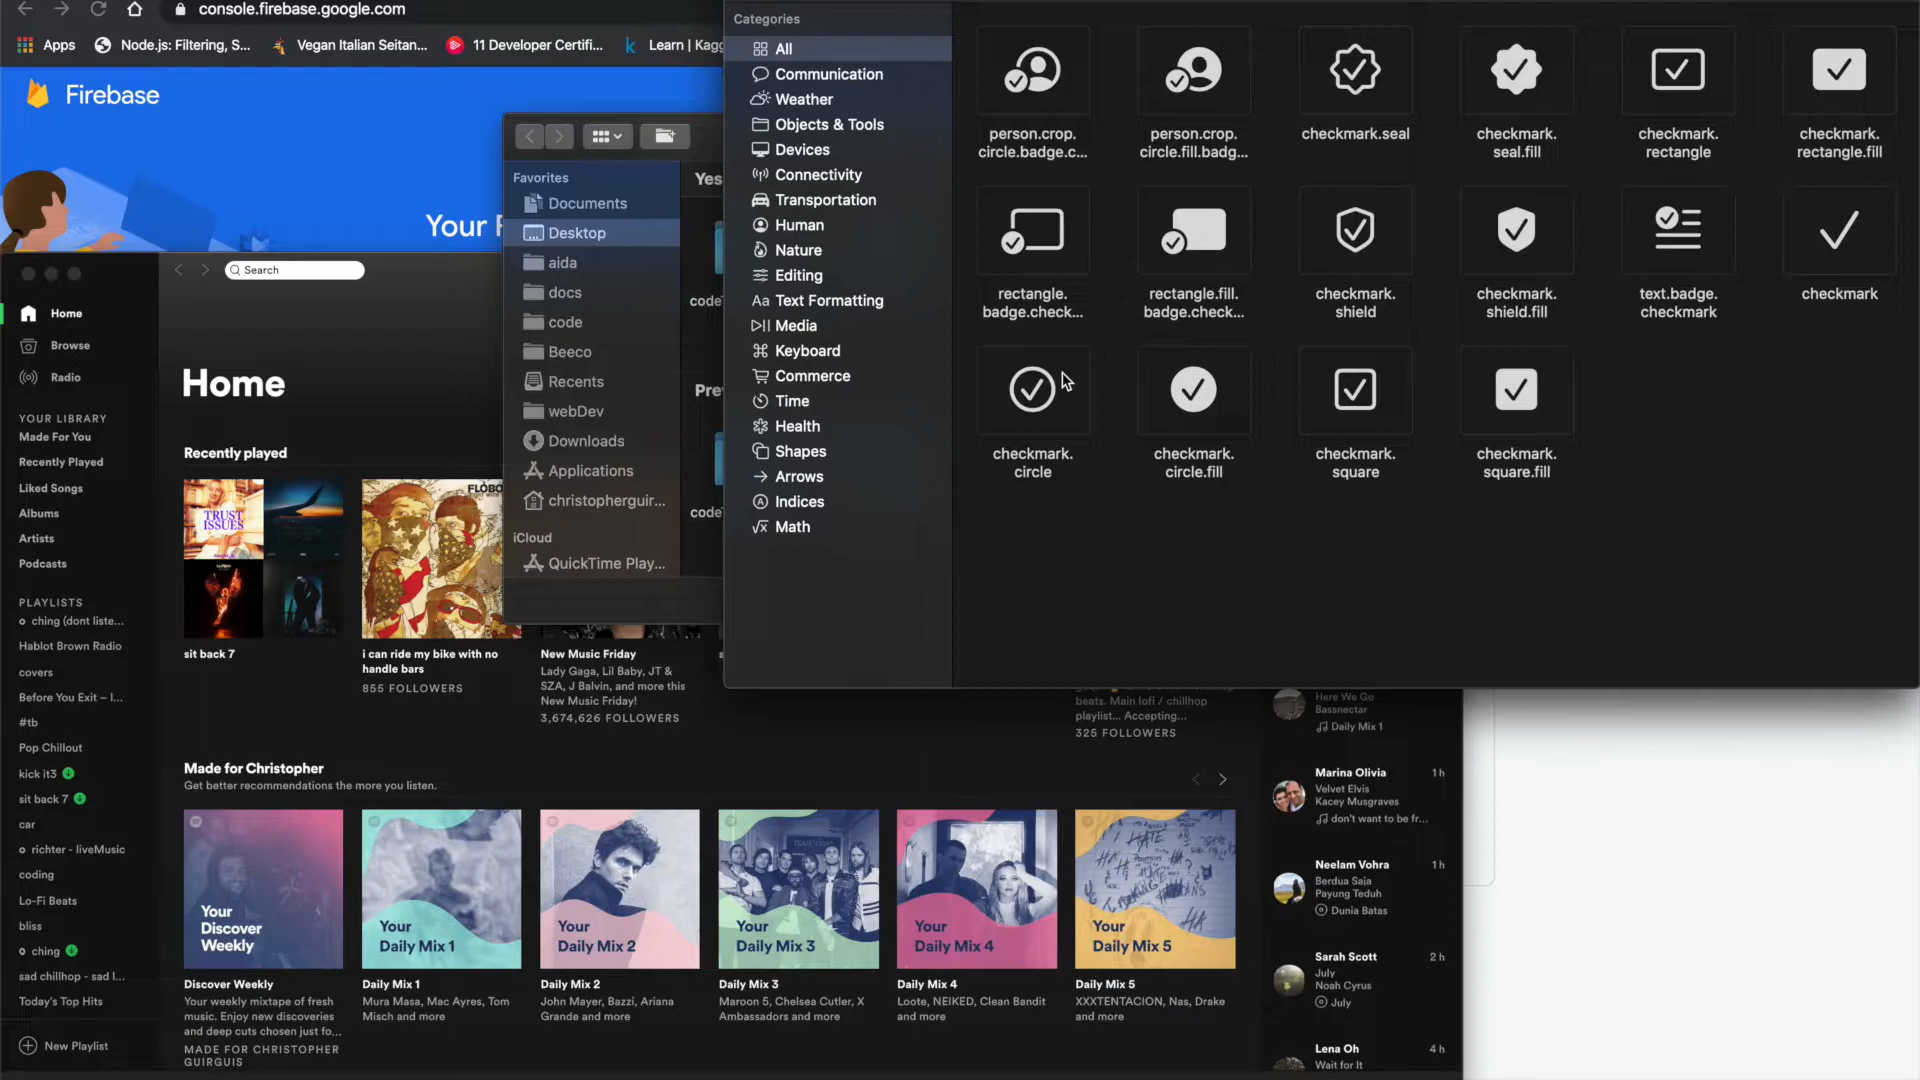 console.firebase.google.com
Apps
Node.js: Filtering, S...
Vegan Italian Seitan...
11 Developer Certifi...
Learn | Kagg
Firebase
Your F
Search
Home
Browse
Radio
YOUR LIBRARY
Made For You
Recently Played
Liked Songs
Albums
Artists
Podcasts
PLAYLISTS
ching (dont liste...
Hablot Brown Radio
covers
Before You Exit – I...
#tb
Pop Chillout
kick it3
sit back 7
car
richter - liveMusic
coding
Lo-Fi Beats
bliss
ching
sad chillhop - sad l...
Today's Top Hits
New Playlist
Home
Recently played
TRUST
ISSUES
FLOBO
sit back 7
i can ride my bike with no
handle bars
855 FOLLOWERS
New Music Friday
Lady Gaga, Lil Baby, JT &
SZA, J Balvin, and more this
New Music Friday!
3,674,626 FOLLOWERS
beats. Main lofi / chillhop
playlist... Accepting...
325 FOLLOWERS
Made for Christopher
Get better recommendations the more you listen.
Your
Discover
Weekly
Your
Daily Mix 1
Your
Daily Mix 2
Your
Daily Mix 3
Your
Daily Mix 4
Your
Daily Mix 5
Discover Weekly
Your weekly mixtape of fresh
music. Enjoy new discoveries
and deep cuts chosen just fo...
MADE FOR CHRISTOPHER
GUIRGUIS
Daily Mix 1
Mura Masa, Mac Ayres, Tom
Misch and more
Daily Mix 2
John Mayer, Bazzi, Ariana
Grande and more
Daily Mix 3
Maroon 5, Chelsea Cutler, X
Ambassadors and more
Daily Mix 4
Loote, NEIKED, Clean Bandit
and more
Daily Mix 5
XXXTENTACION, Nas, Drake
and more
Here We Go
Bassnectar
Daily Mix 1
Marina Olivia
1 h
Velvet Elvis
Kacey Musgraves
don't want to be fr...
Neelam Vohra
1 h
Berdua Saja
Payung Teduh
Dunia Batas
Sarah Scott
2 h
July
Noah Cyrus
July
Lena Oh
4 h
Wait for It
Favorites
Documents
Desktop
aida
docs
code
Beeco
Recents
webDev
Downloads
Applications
christopherguir...
iCloud
QuickTime Play...
Yes
code
Pre
code
Categories
All
Communication
Weather
Objects & Tools
Devices
Connectivity
Transportation
Human
Nature
Editing
Aa Text Formatting
Media
Keyboard
Commerce
Time
Health
Shapes
Arrows
Indices
Math
person.crop.
circle.badge.c...
person.crop.
circle.fill.badg...
checkmark.seal
checkmark.
seal.fill
checkmark.
rectangle
checkmark.
rectangle.fill
rectangle.
badge.check...
rectangle.fill.
badge.check...
checkmark.
shield
checkmark.
shield.fill
text.badge.
checkmark
checkmark
checkmark.
circle
checkmark.
circle.fill
checkmark.
square
checkmark.
square.fill